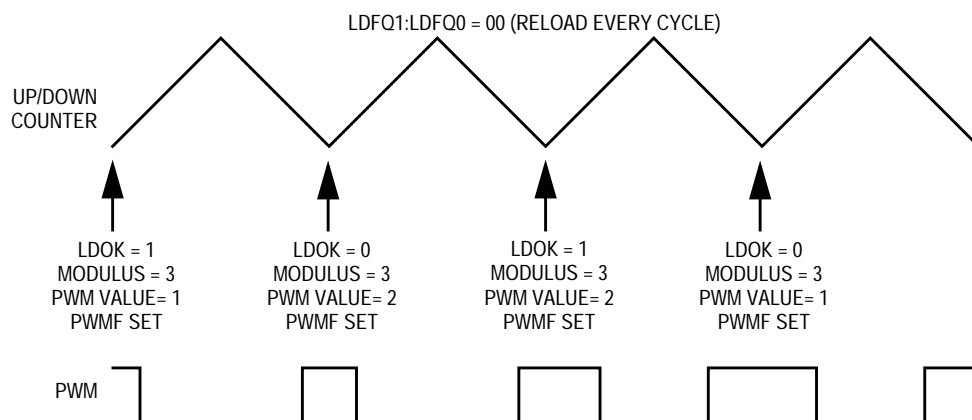 LDFQ1:LDFQ0 = 00 (RELOAD EVERY CYCLE)
UP/DOWN
COUNTER
LDOK = 1
MODULUS = 3
PWM VALUE= 1
PWMF SET
LDOK = 0
MODULUS = 3
PWM VALUE= 2
PWMF SET
LDOK = 1
MODULUS = 3
PWM VALUE= 2
PWMF SET
LDOK = 0
MODULUS = 3
PWM VALUE= 1
PWMF SET
PWM